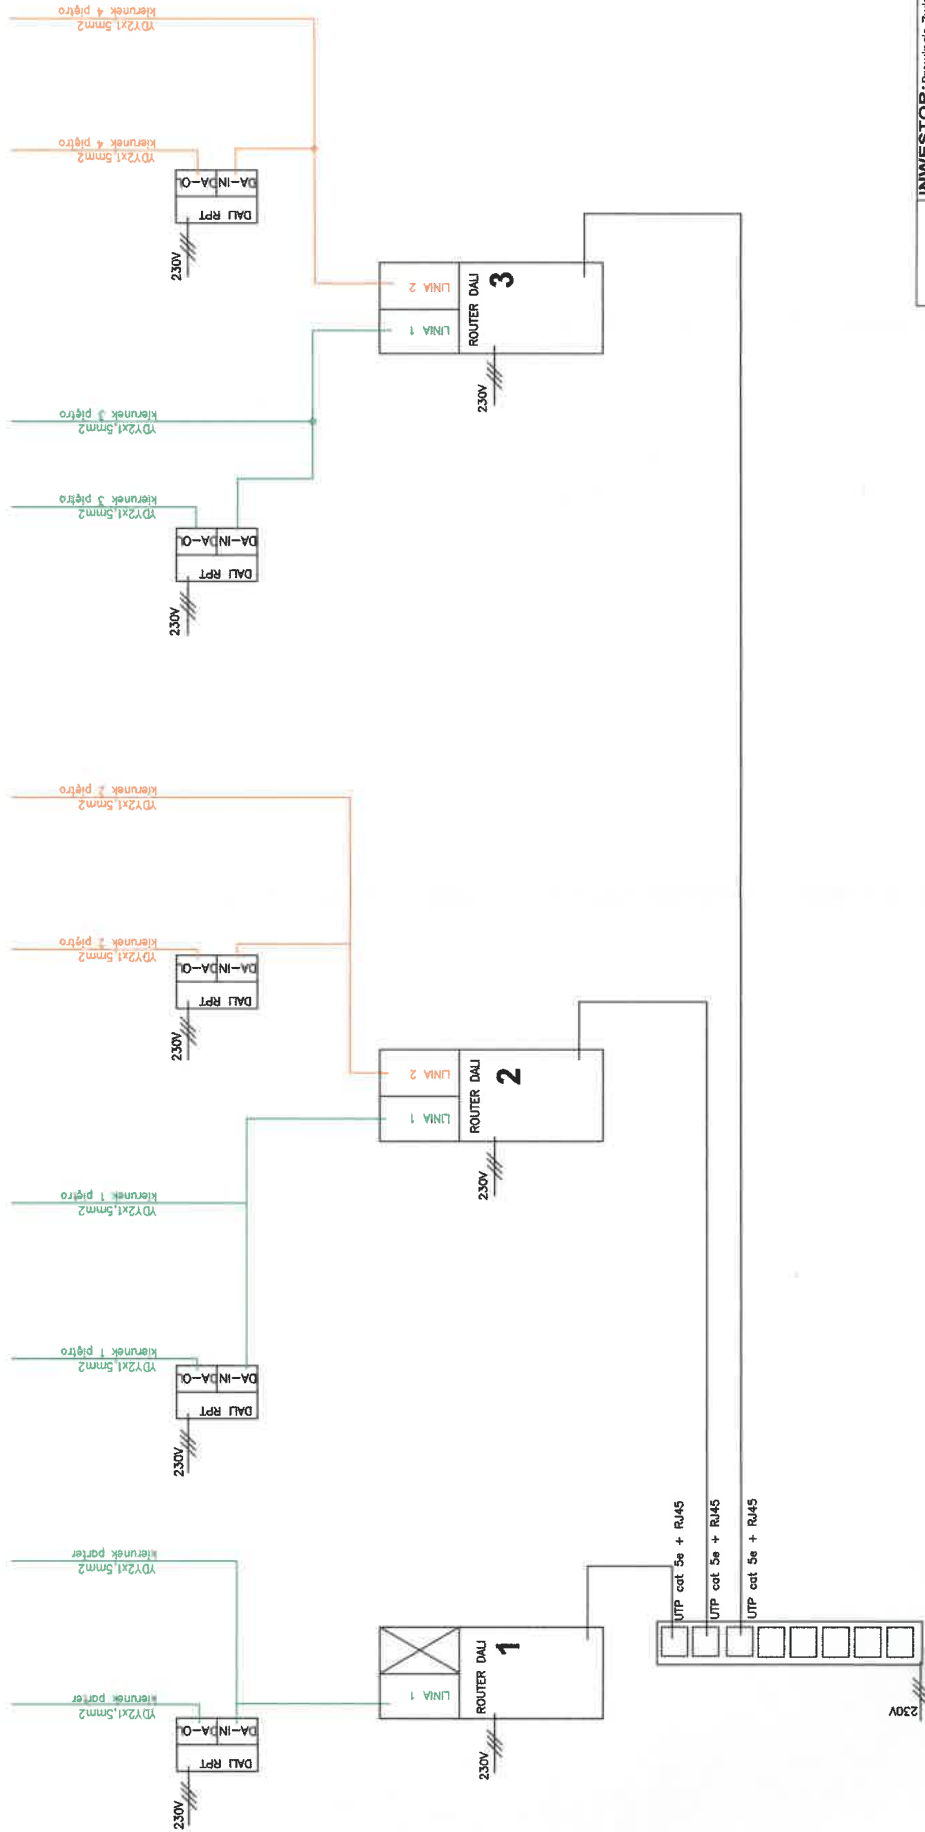 kierunek 4 piętro
YDY2x1,5mm2
kierunek 4 piętro
YDY2x1,5mm2
DA-IN
DA-OU
DALI RPT
230V
LINIA 2
LINIA 1
ROUTER DALI
3
230V
kierunek 3 piętro
YDY2x1,5mm2
kierunek 3 piętro
YDY2x1,5mm2
DA-IN
DA-OU
DALI RPT
230V
kierunek 2 piętro
YDY2x1,5mm2
kierunek 2 piętro
YDY2x1,5mm2
DA-IN
DA-OU
DALI RPT
230V
LINIA 2
LINIA 1
ROUTER DALI
2
230V
kierunek 1 piętro
YDY2x1,5mm2
kierunek 1 piętro
YDY2x1,5mm2
DA-IN
DA-OU
DALI RPT
230V
kierunek parter
YDY2x1,5mm2
kierunek parter
YDY2x1,5mm2
DA-IN
DA-OU
DALI RPT
230V
LINIA 1
ROUTER DALI
1
230V
UTP cat 5e + RJ45
UTP cat 5e + RJ45
UTP cat 5e + RJ45
230V
INWESTOR: